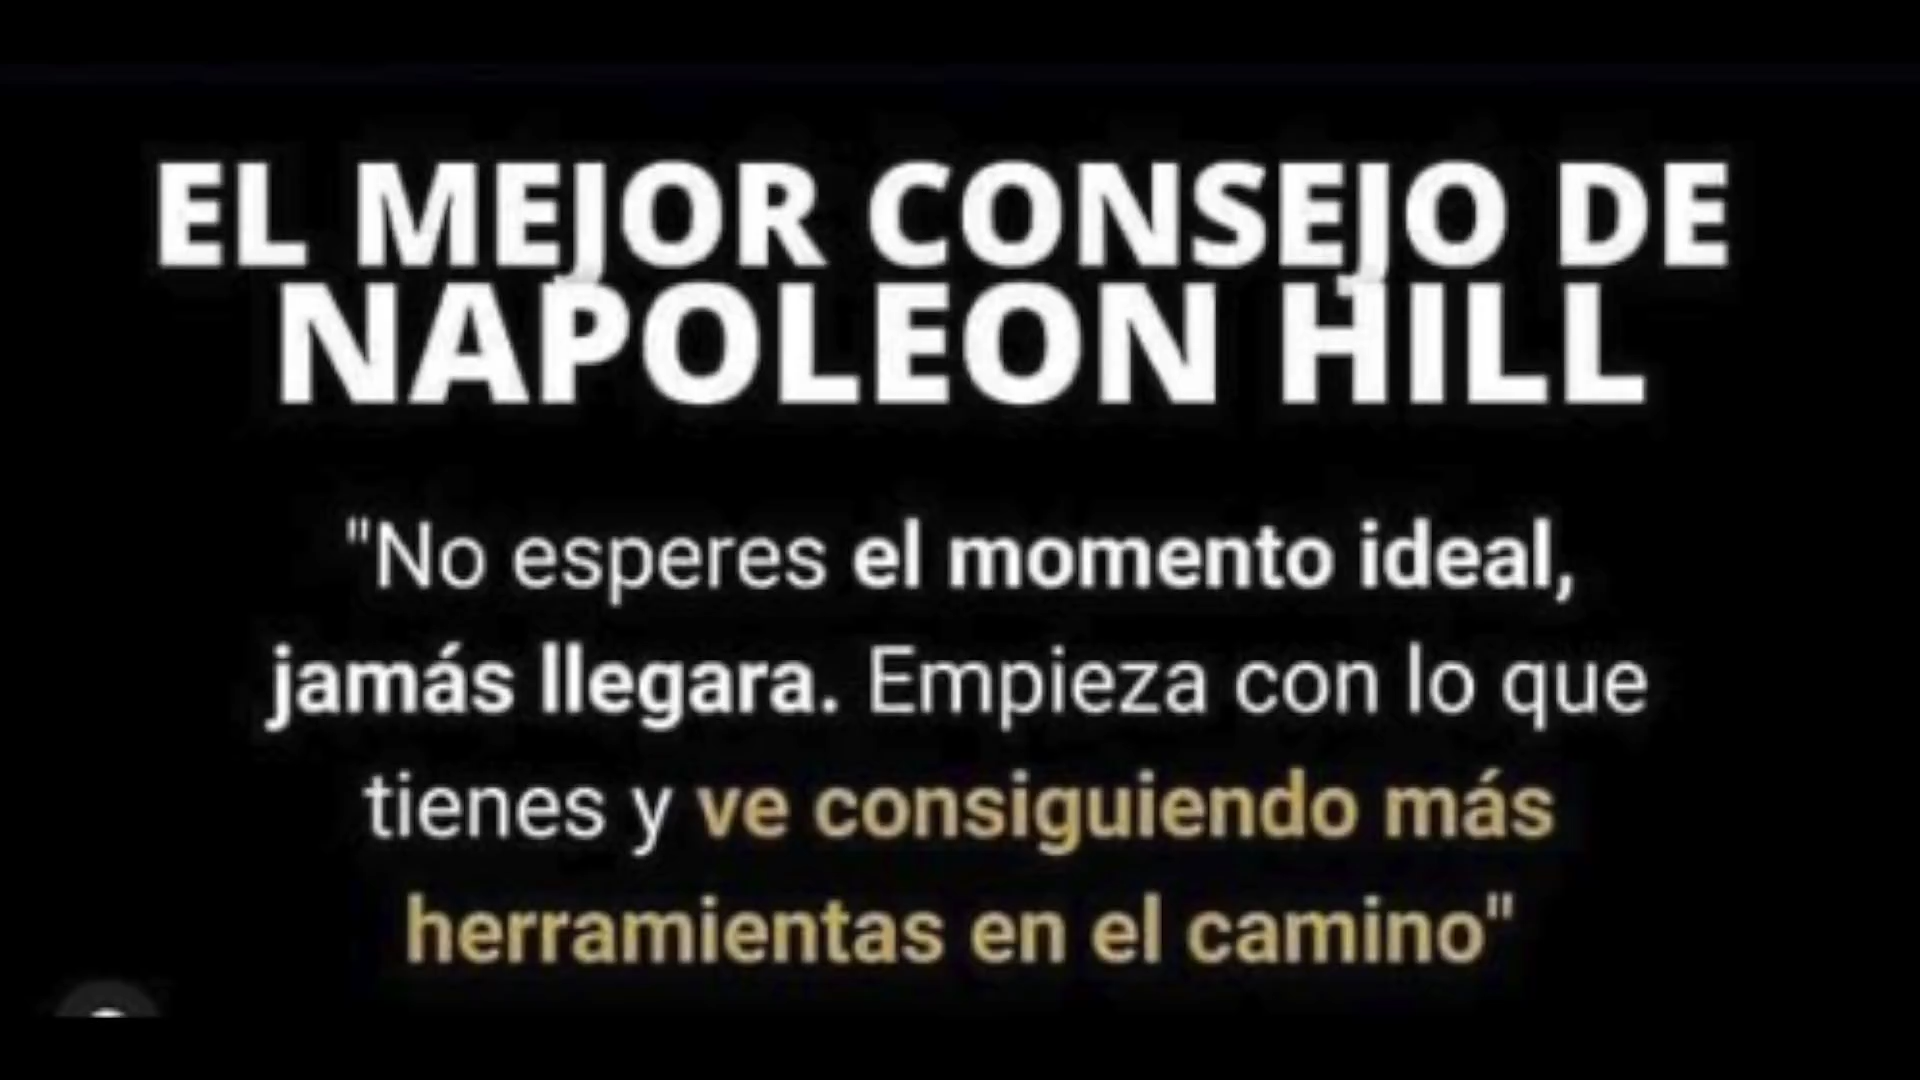 EL MEJOR CONSEJO DE
NAPOLEON HILL
"No esperes el momento ideal,
jamás llegara. Empieza con lo que
tienes y ve consiguiendo más
herramientas en el camino"